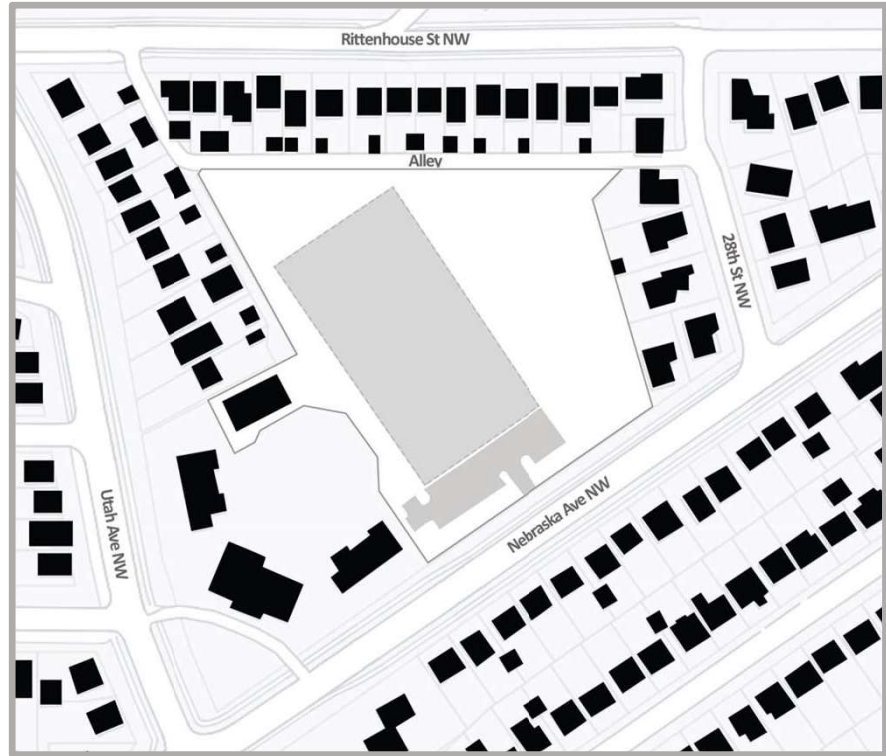 Rittenhouse St NW
Alley
28th St NW
Utah Ave NW
Nebraska Ave NW